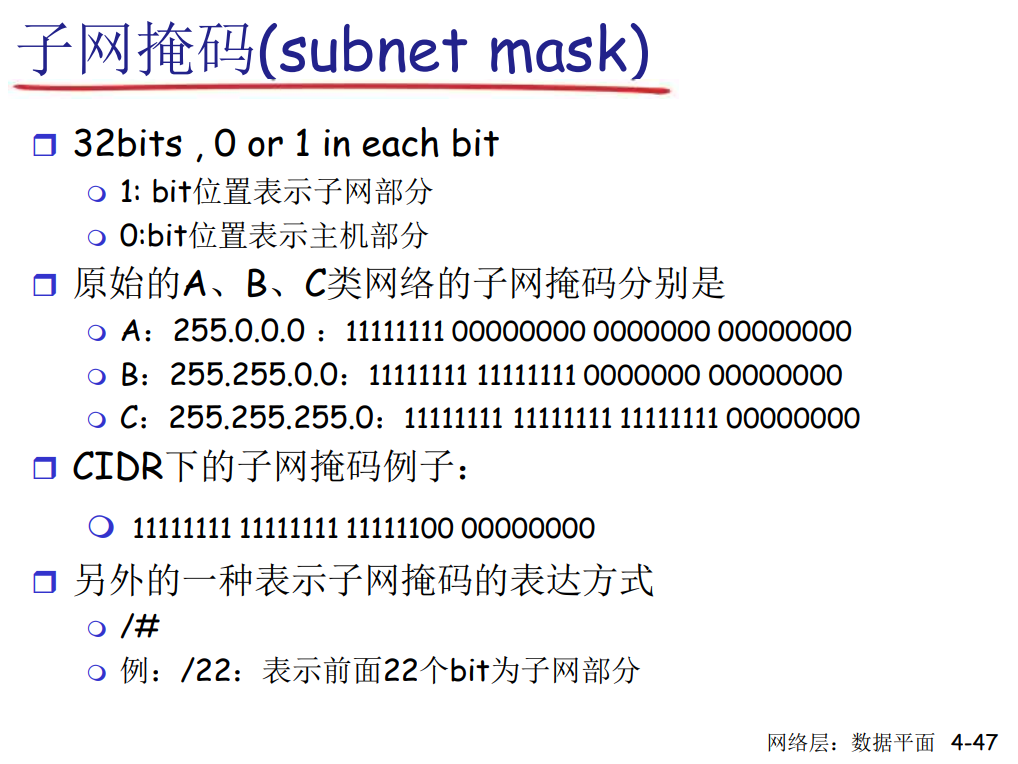 子网掩码(subnet mask)
32bits , 0 or 1 in each bit
1: bit位置表示子网部分
0:bit位置表示主机部分
原始的A、B、C类网络的子网掩码分别是
A：255.0.0.0 ：11111111 00000000 0000000 00000000
B：255.255.0.0：11111111 11111111 0000000 00000000
C：255.255.255.0：11111111 11111111 11111111 00000000
CIDR下的子网掩码例子：
11111111 11111111 11111100 00000000
另外的一种表示子网掩码的表达方式
/#
例：/22：表示前面22个bit为子网部分
网络层：数据平面 4-47